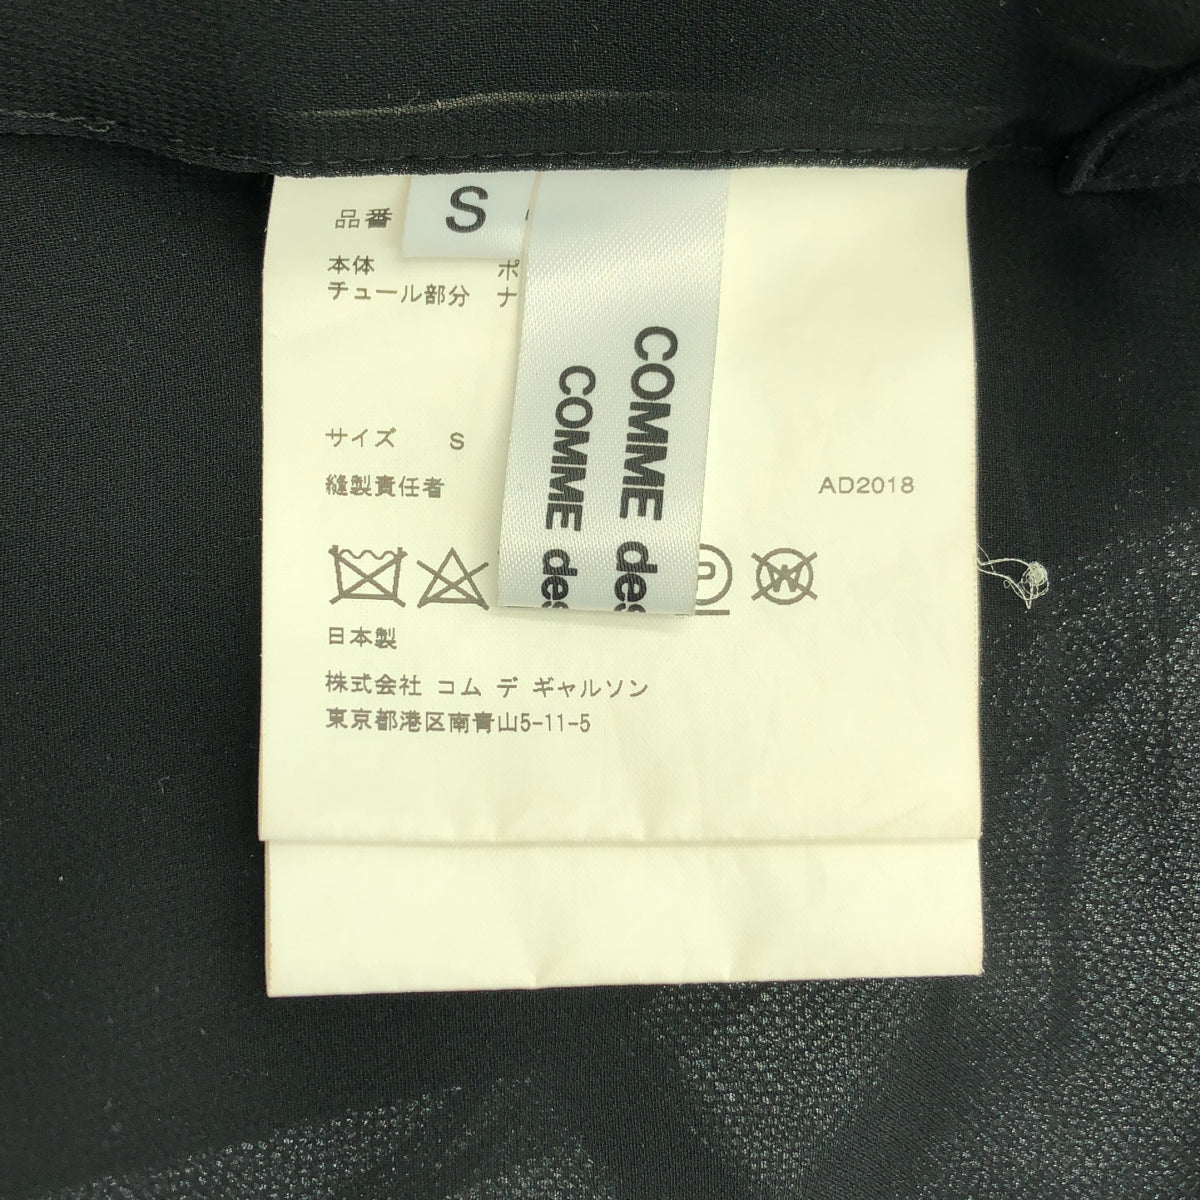 品番
S
本体 ポ
チュール部分 ナ
COMME des
COMME des
サイズ S
縫製責任者 AD2018
P W
日本製
株式会社 コム デ ギャルソン
東京都港区南青山5-11-5